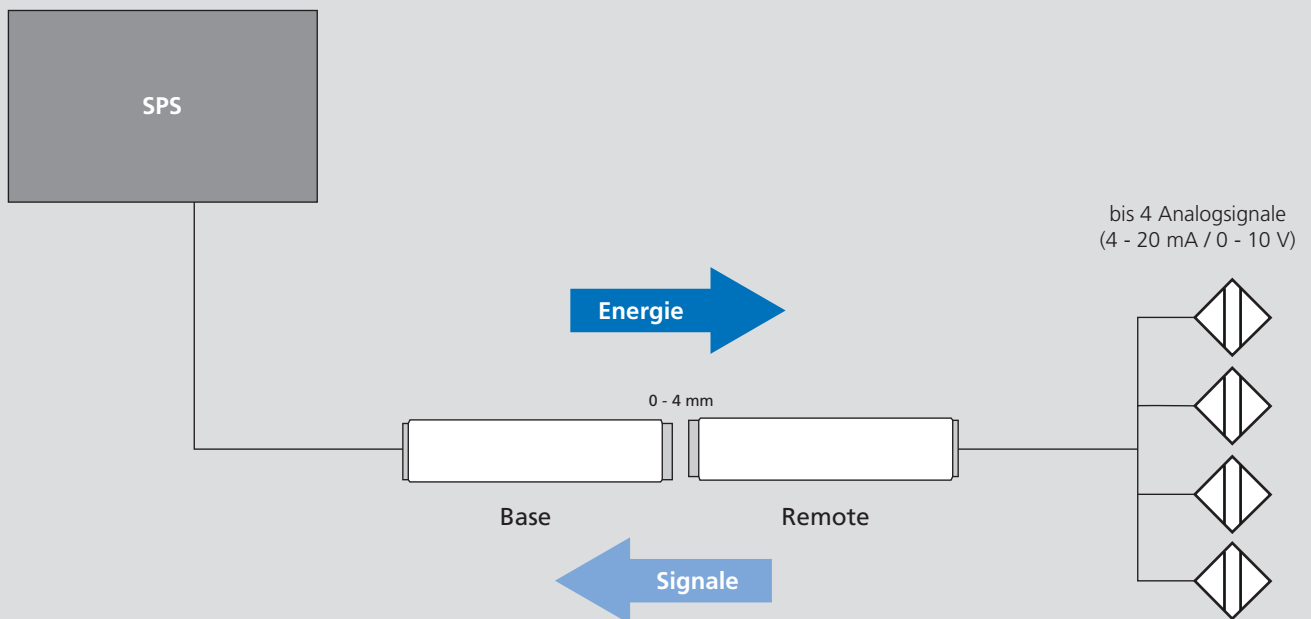 SPS
bis 4 Analogsignale
(4 - 20 mA / 0 - 10 V)
Energie
0 - 4 mm
Base
Remote
Signale